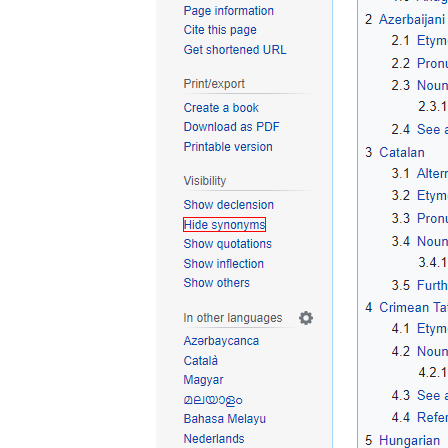 Page information
Cite this page
Get shortened URL
Print/export
Create a book
Download as PDF
Printable version
Visibility
Show declension
Hide synonyms
Show quotations
Show inflection
Show others
In other languages
Azərbaycanca
Català
Magyar
മലയാളം
Bahasa Melayu
Nederlands
2 Azerbaijani
2.1 Etym
2.2 Pron
2.3 Noun
2.3.1
2.4 See a
3 Catalan
3.1 Alter
3.2 Etym
3.3 Pron
3.4 Noun
3.4.1
3.5 Furth
4 Crimean Ta
4.1 Etym
4.2 Noun
4.2.1
4.3 See a
4.4 Refer
5 Hungarian